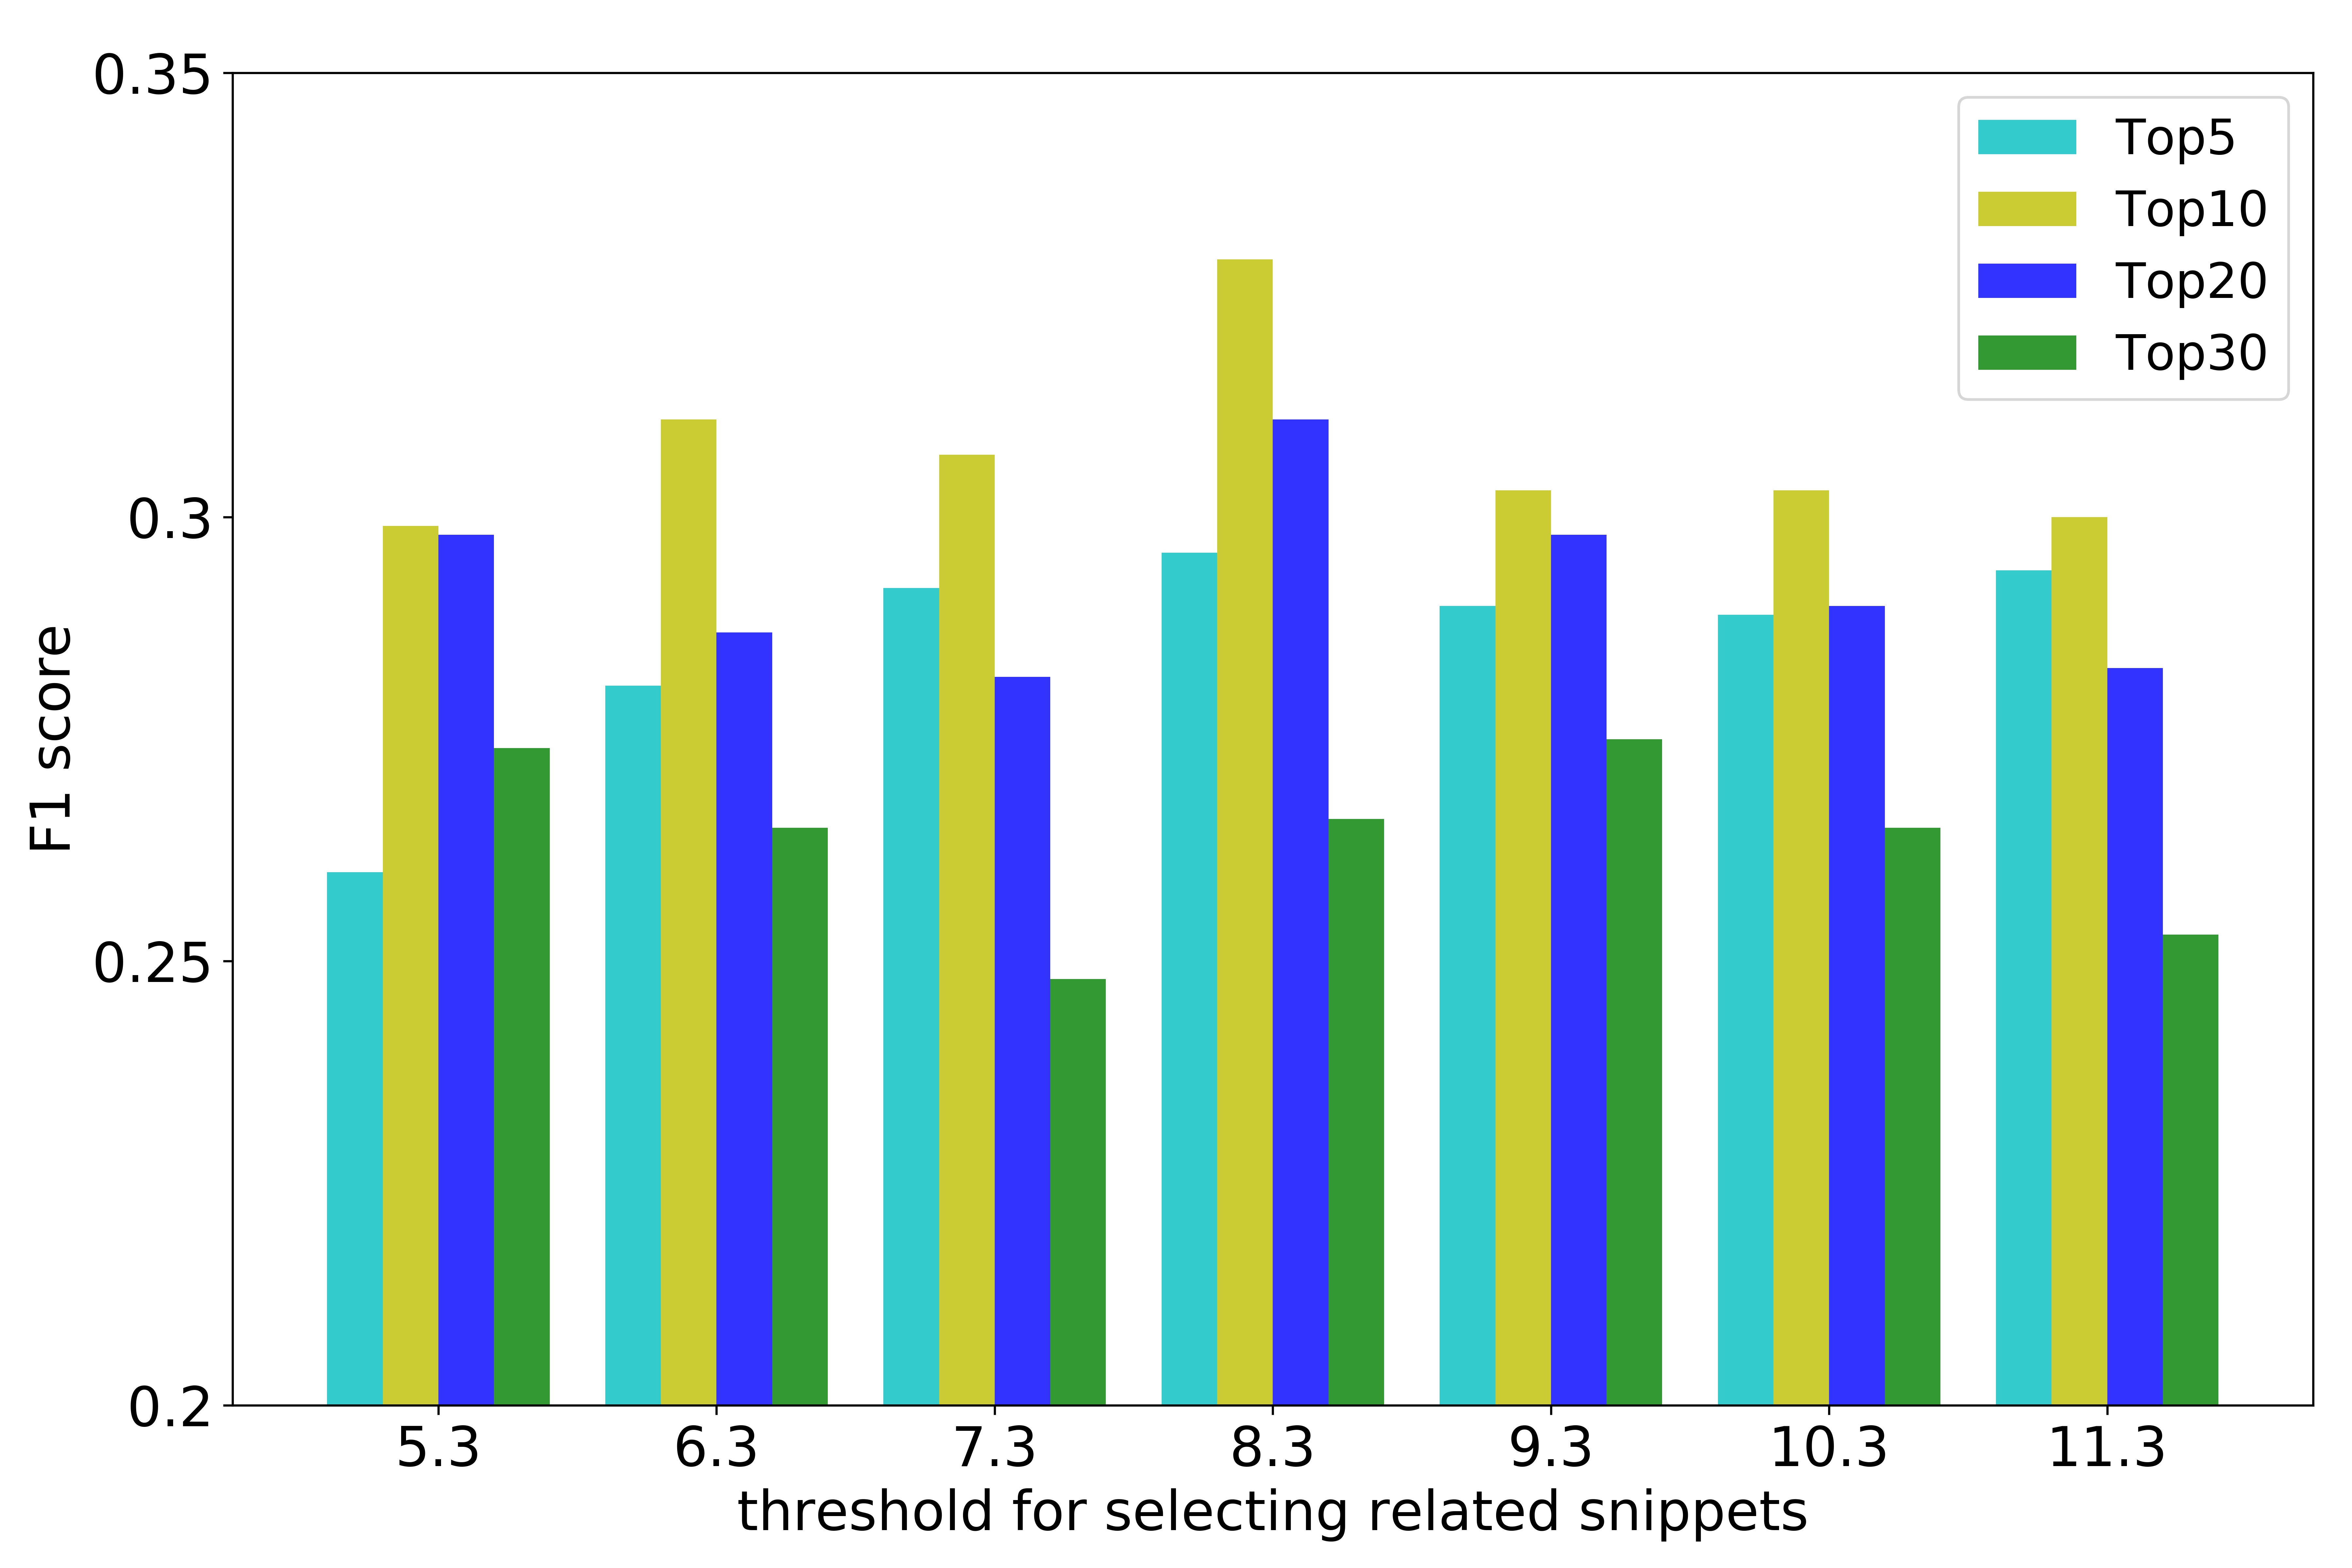 0.35
0.3
0.25
0.2
F1 score
Top5
Top10
Top20
Top30
5.3 6.3 7.3 8.3 9.3 10.3 11.3
threshold for selecting related snippets